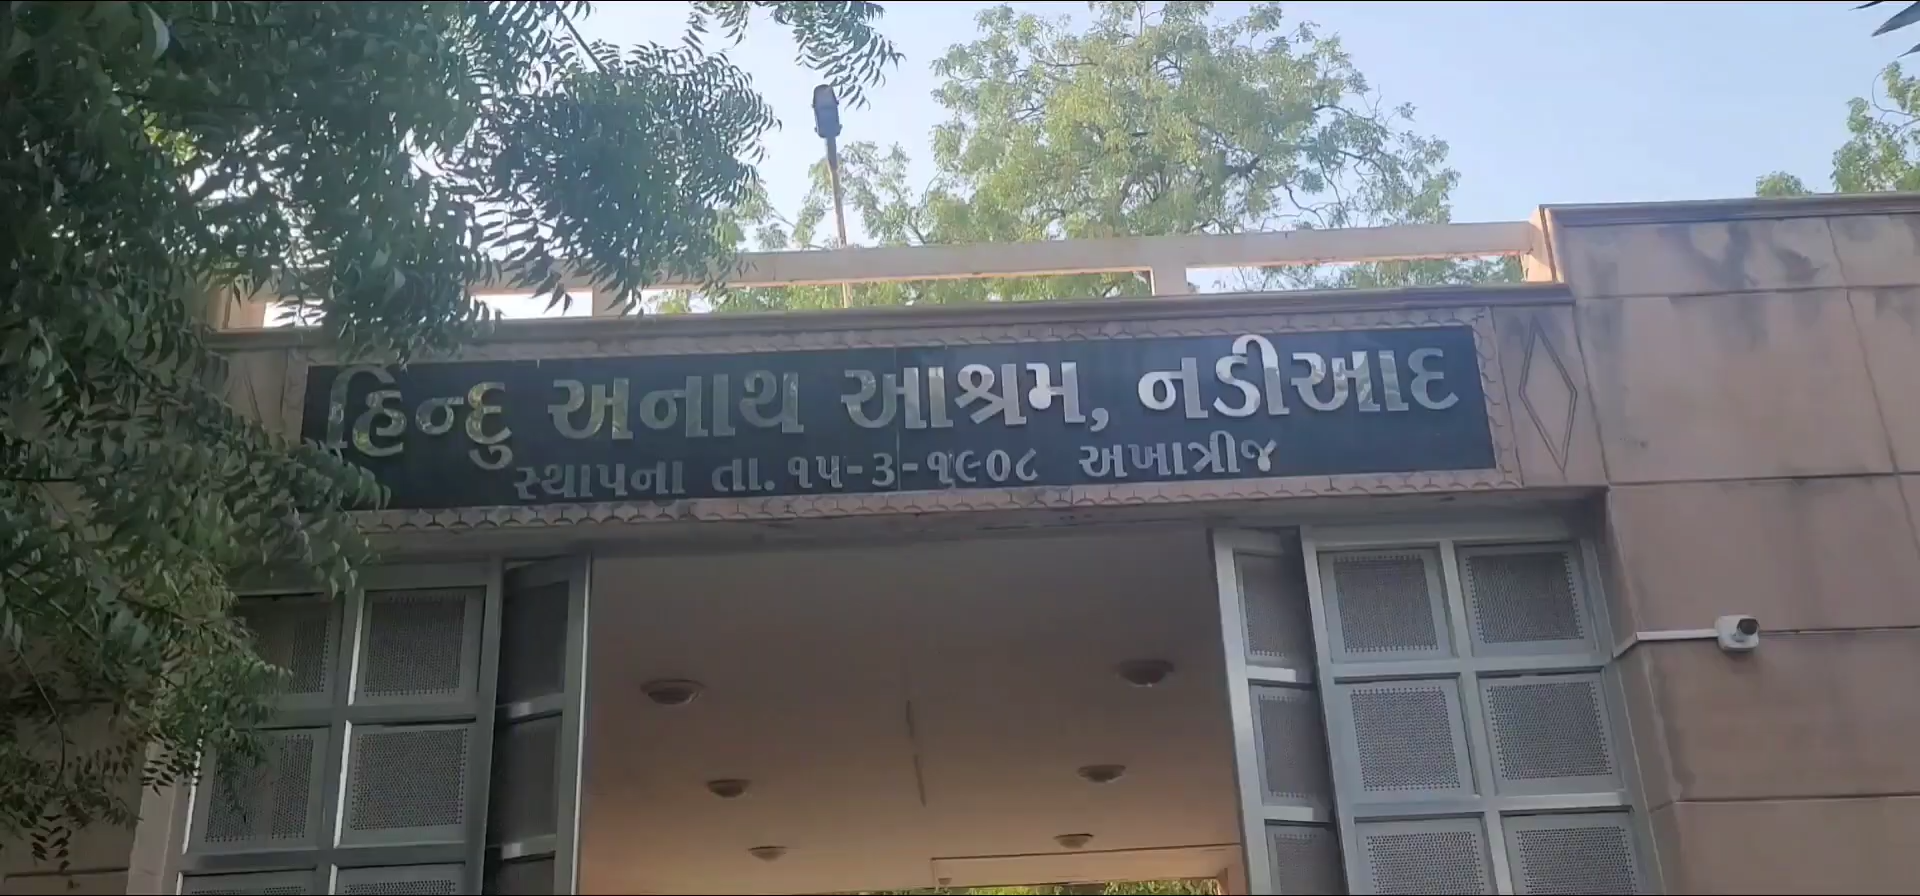 હિન્દુ અનાથ આશ્રમ, નડીઆદ
સ્થાપના તા. ૧૫-૩-૧૯૦૮ અખાત્રીજ